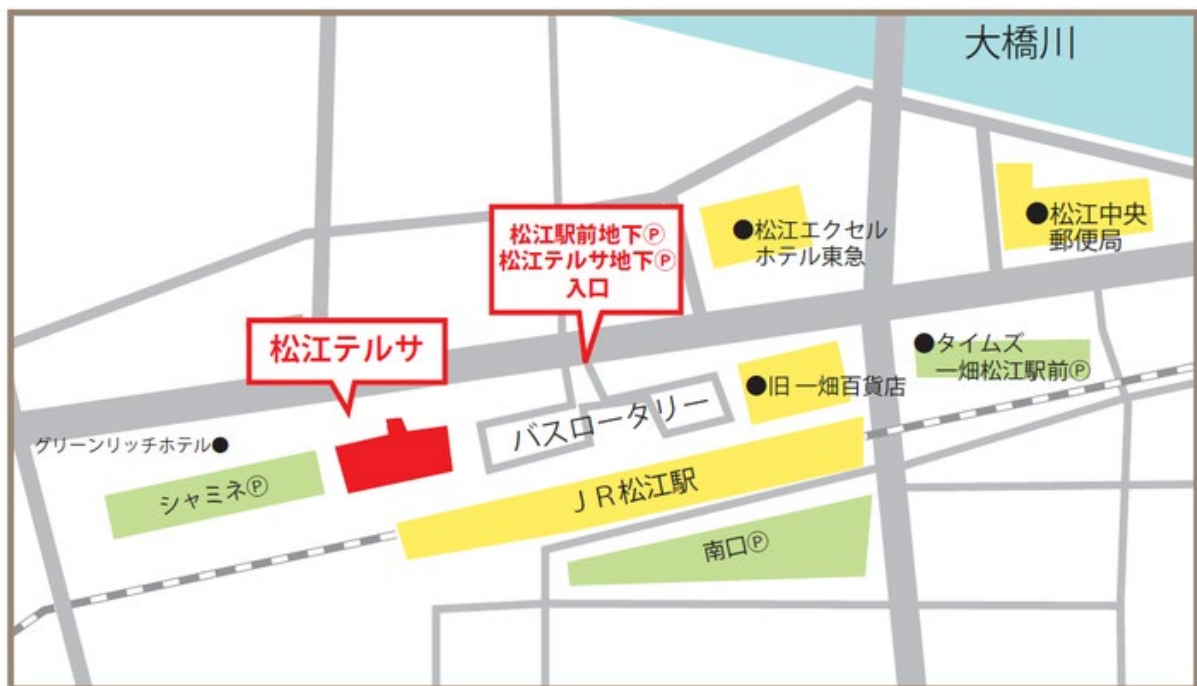 大橋川
松江駅前地下Ⓟ
松江テルサ地下Ⓟ
入口
●松江エクセル
ホテル東急
●松江中央
郵便局
松江テルサ
●タイムズ
一畑松江駅前Ⓟ
●旧 一畑百貨店
バスロータリー
グリーンリッチホテル●
シャミネⓅ
ＪＲ松江駅
南口Ⓟ